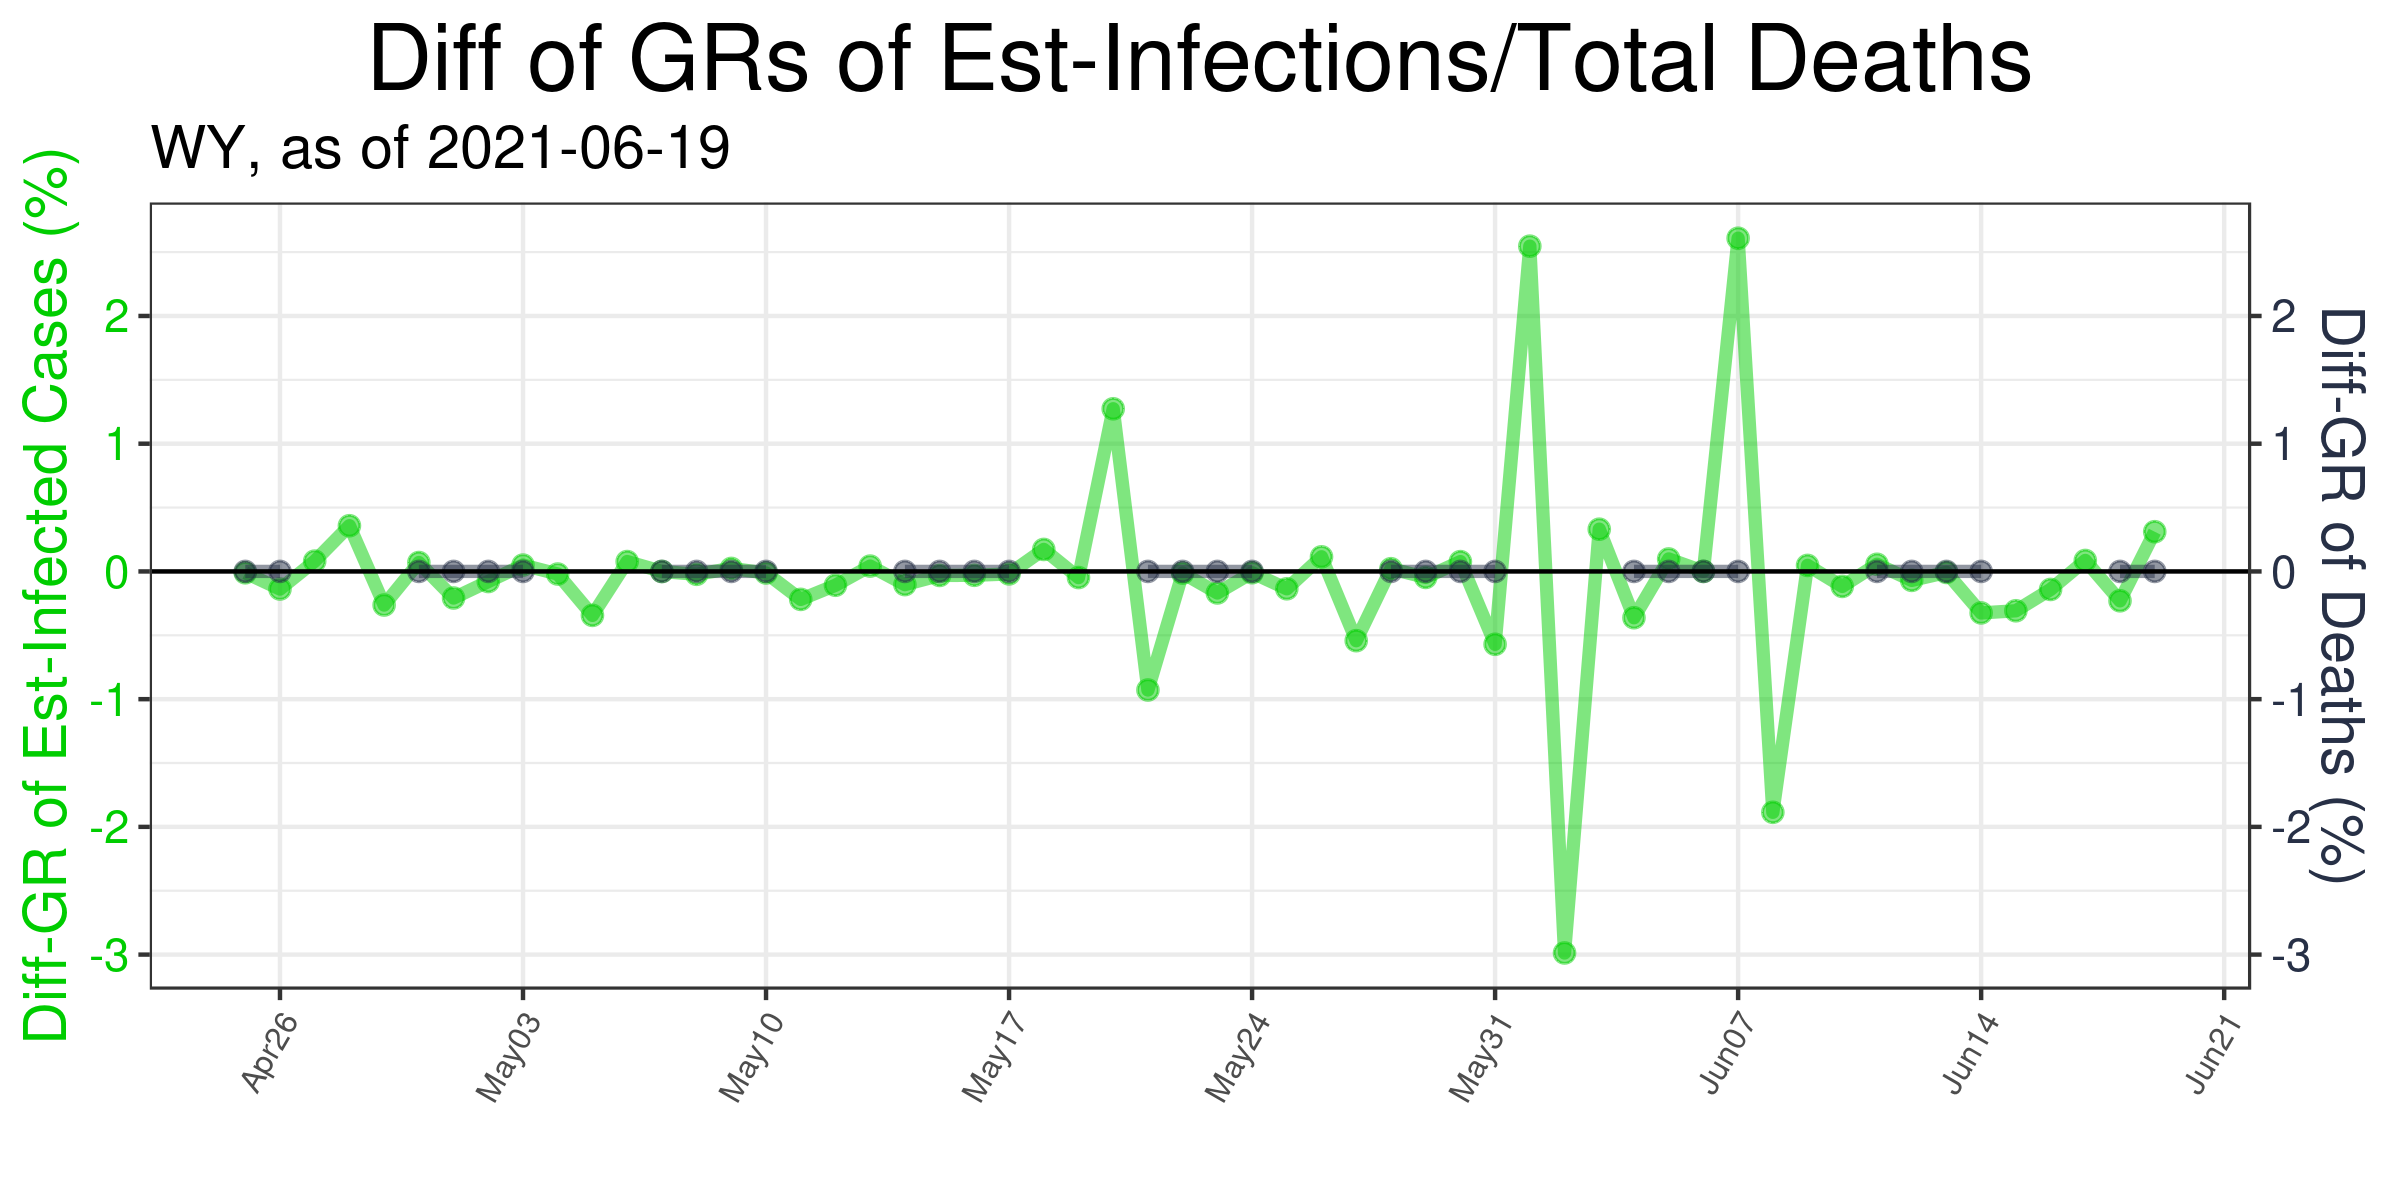 Diff of GRs of Est-Infections/Total Deaths
WY, as of 2021-06-19
Diff-GR of Est-Infected Cases (%)
2
1
0
-1
-2
-3
2
1
0
-1
-2
-3
Diff-GR of Deaths (%)
Apr26
May03
May10
May17
May24
May31
Jun07
Jun14
Jun21